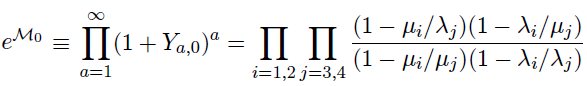 e^{\mathcal{M}_0} \equiv \prod_{a=1}^{\infty} (1 + Y_{a,0})^a = \prod_{i=1,2} \prod_{j=3,4} \frac{(1 - \mu_i/\lambda_j)(1 - \lambda_i/\mu_j)}{(1 - \mu_i/\mu_j)(1 - \lambda_i/\lambda_j)}